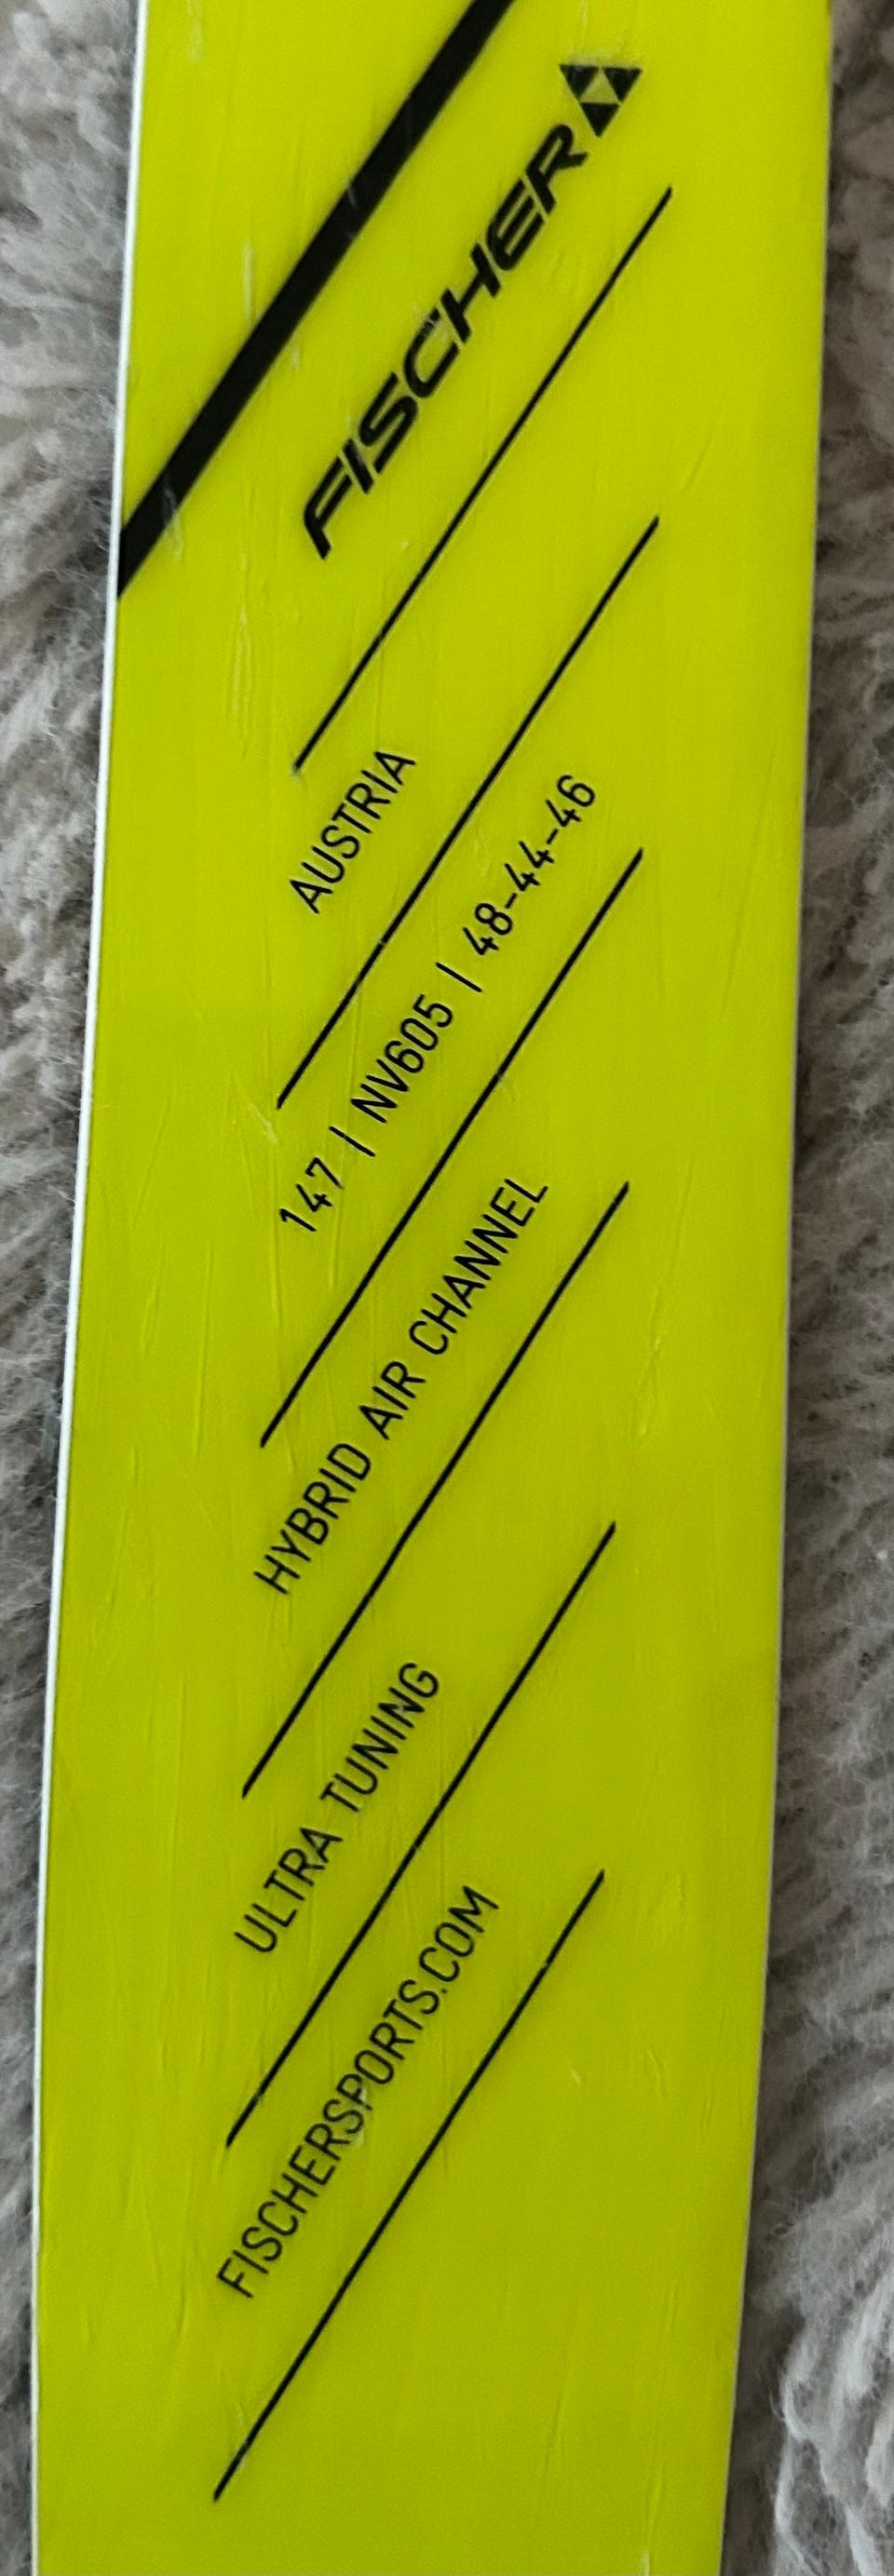 FISCHER
AUSTRIA
147 | NV605 | 48-44-46
HYBRID AIR CHANNEL
ULTRA TUNING
FISCHERSPORTS.COM